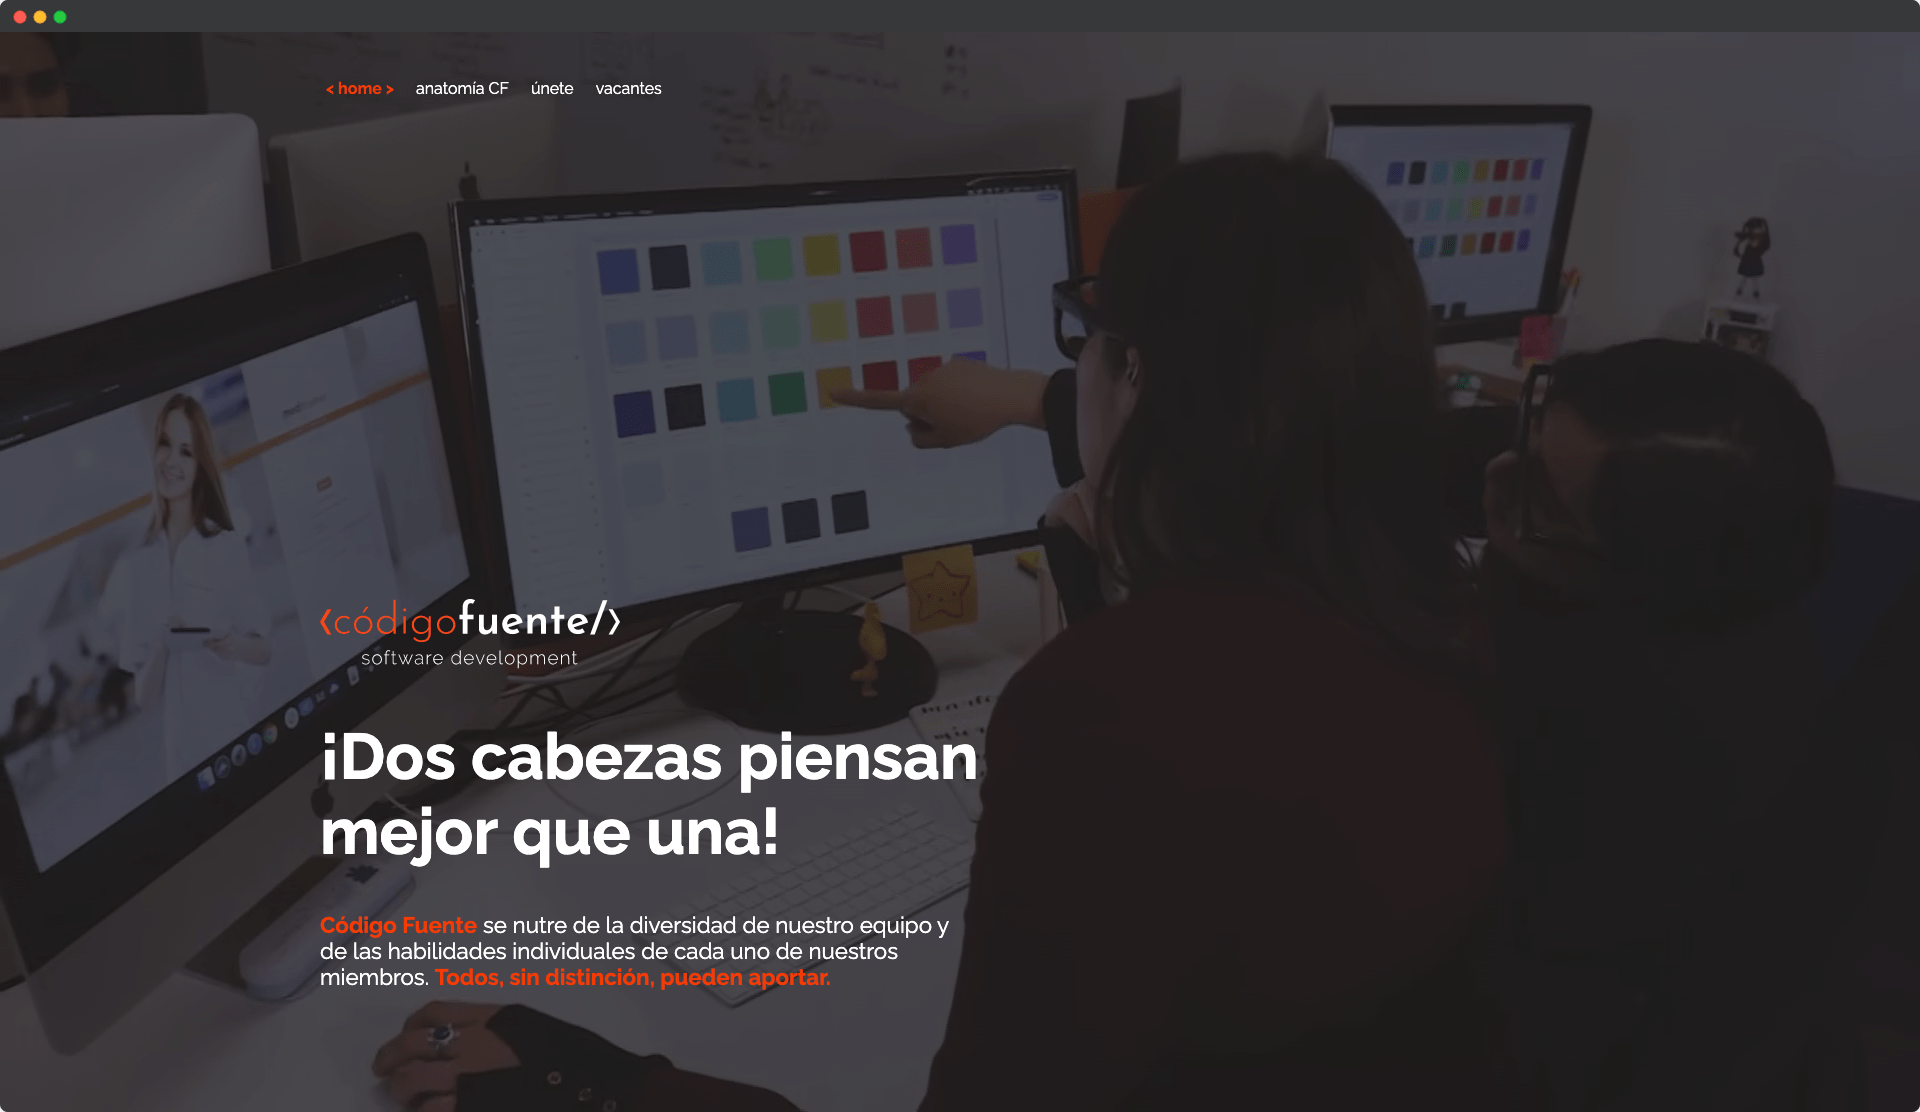 < home > anatomía CF únete vacantes
<códigofuente/>
software development
¡Dos cabezas piensan
mejor que una!
Código Fuente se nutre de la diversidad de nuestro equipo y
de las habilidades individuales de cada uno de nuestros
miembros. Todos, sin distinción, pueden aportar.